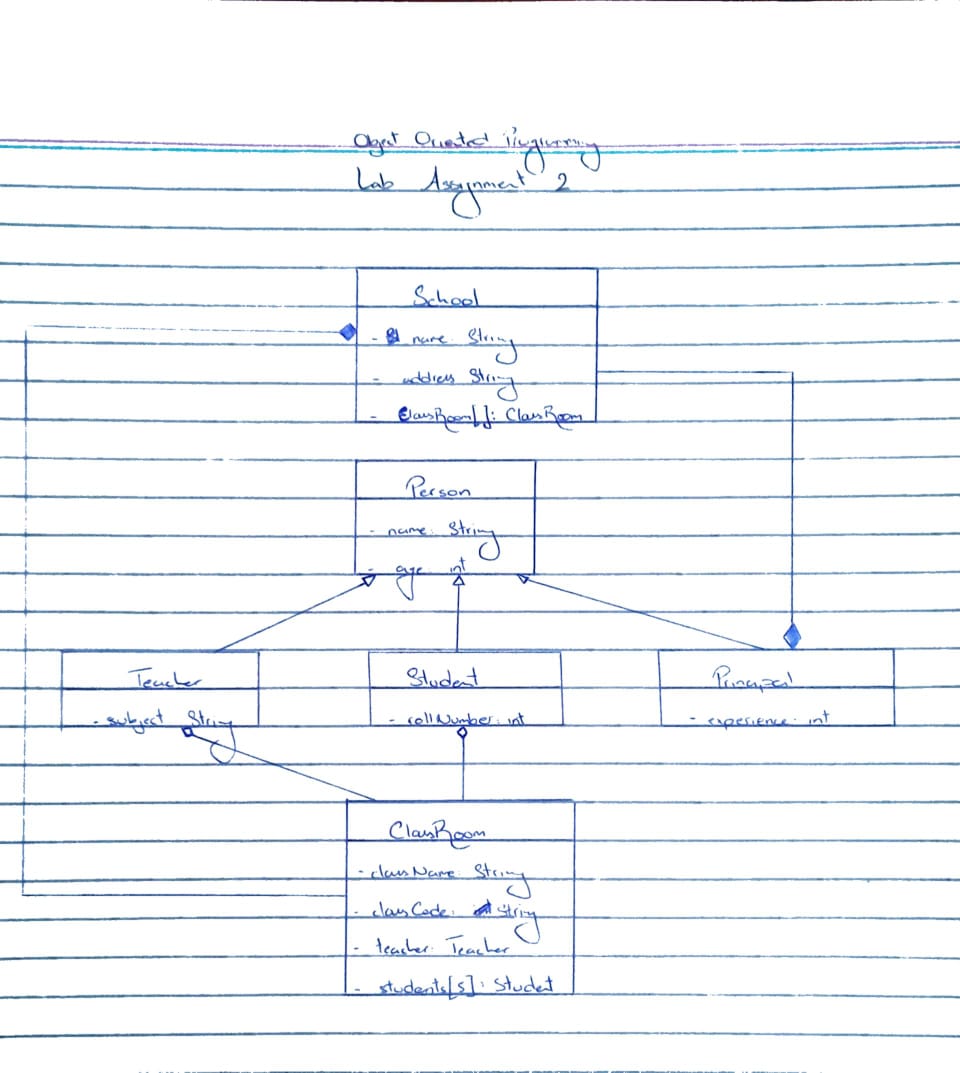 Object Oriented Programming
Lab Assignment 2
School
- name: String
- address String
- ClassRoom[]: ClassRoom
Person
- name: String
- age: int
Teacher
- subject String
Student
- rollNumber: int
Principal
- experience: int
ClassRoom
- className: String
- classCode: String
- teacher: Teacher
- students[5]: Studet